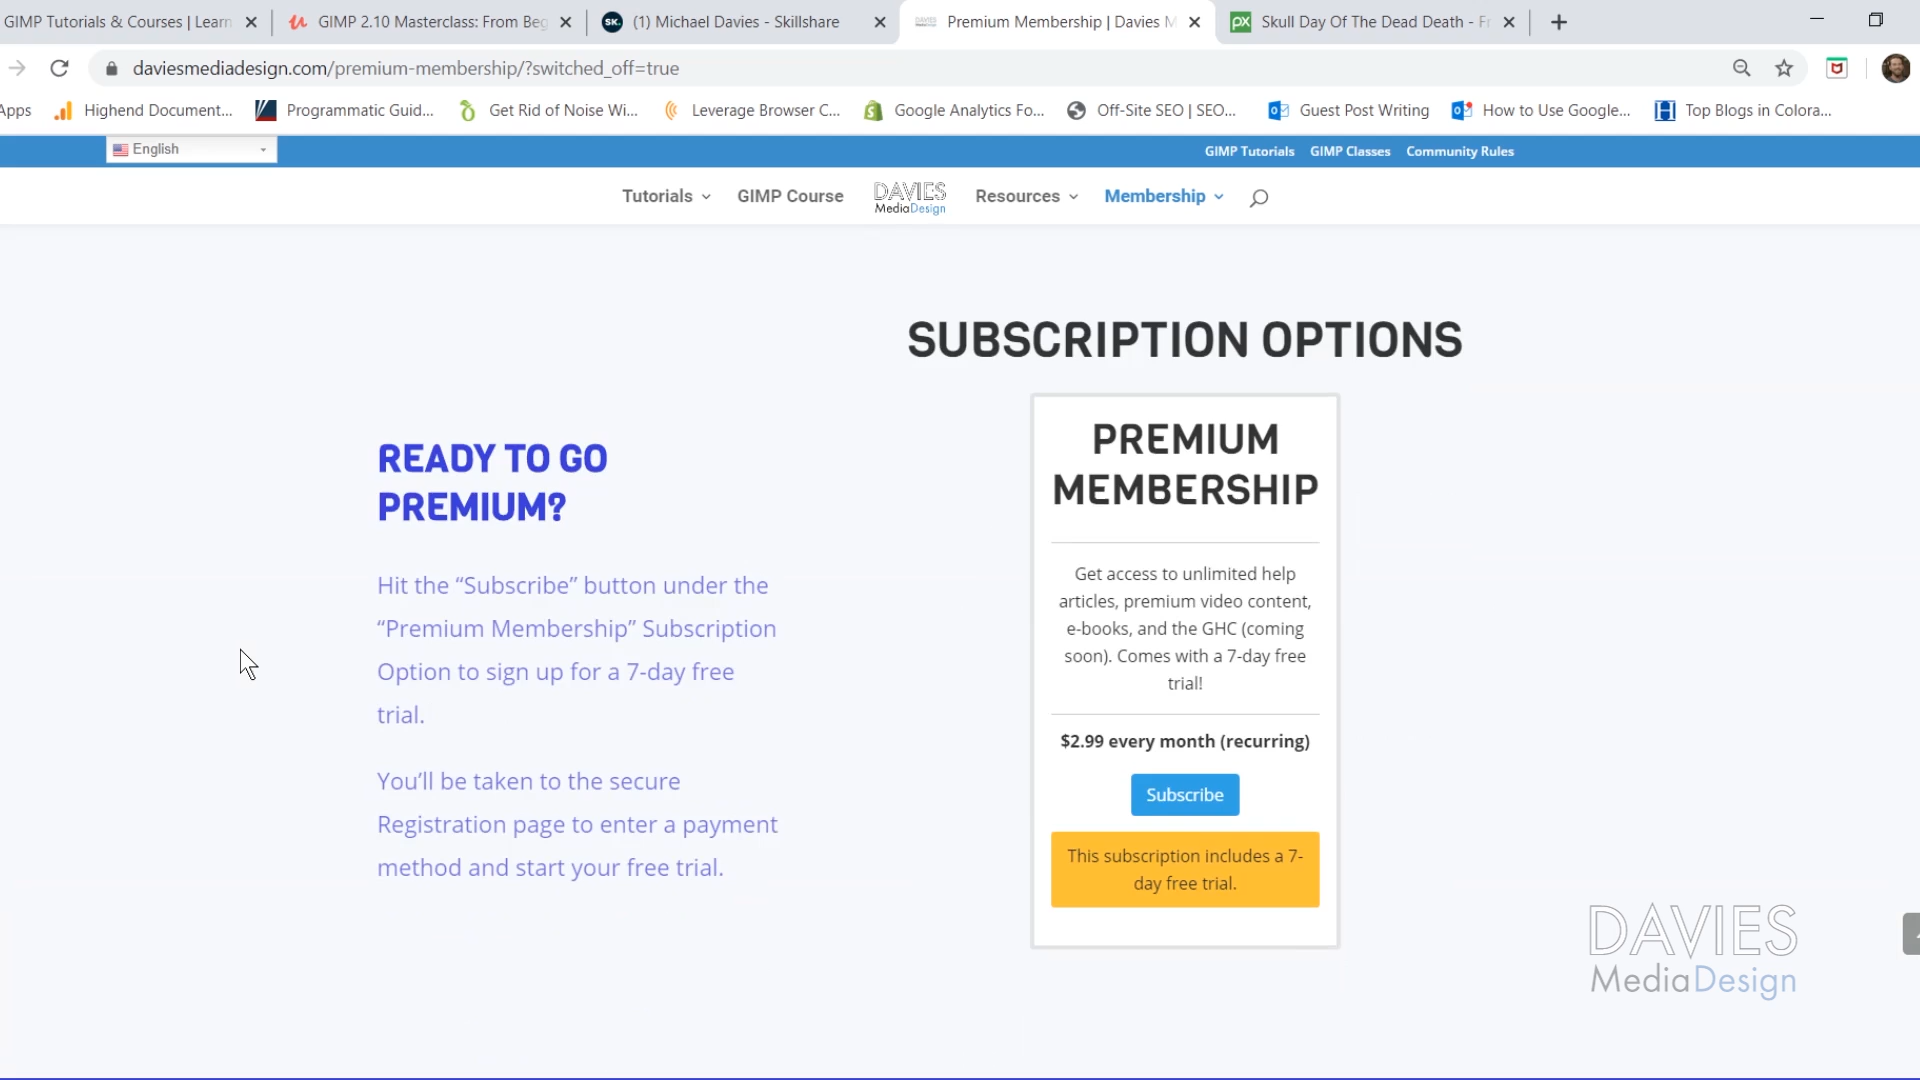 GIMP Tutorials & Courses | Learn
GIMP 2.10 Masterclass: From Beg
SK.
(1) Michael Davies - Skillshare
Premium Membership | Davies M
PX
Skull Day Of The Dead Death - Fr
daviesmediadesign.com/premium-membership/?switched_off=true
Apps
Highend Document...
Programmatic Guid...
Get Rid of Noise Wi...
Leverage Browser C...
Google Analytics Fo...
Off-Site SEO | SEO...
Guest Post Writing
How to Use Google...
Top Blogs in Colora...
English
GIMP Tutorials
GIMP Classes
Community Rules
Tutorials
GIMP Course
DAVIES
MediaDesign
Resources
Membership
SUBSCRIPTION OPTIONS
READY TO GO
PREMIUM?
Hit the “Subscribe” button under the
“Premium Membership” Subscription
Option to sign up for a 7-day free
trial.
You’ll be taken to the secure
Registration page to enter a payment
method and start your free trial.
PREMIUM
MEMBERSHIP
Get access to unlimited help
articles, premium video content,
e-books, and the GHC (coming
soon). Comes with a 7-day free
trial!
$2.99 every month (recurring)
Subscribe
This subscription includes a 7-
day free trial.
DAVIES
MediaDesign